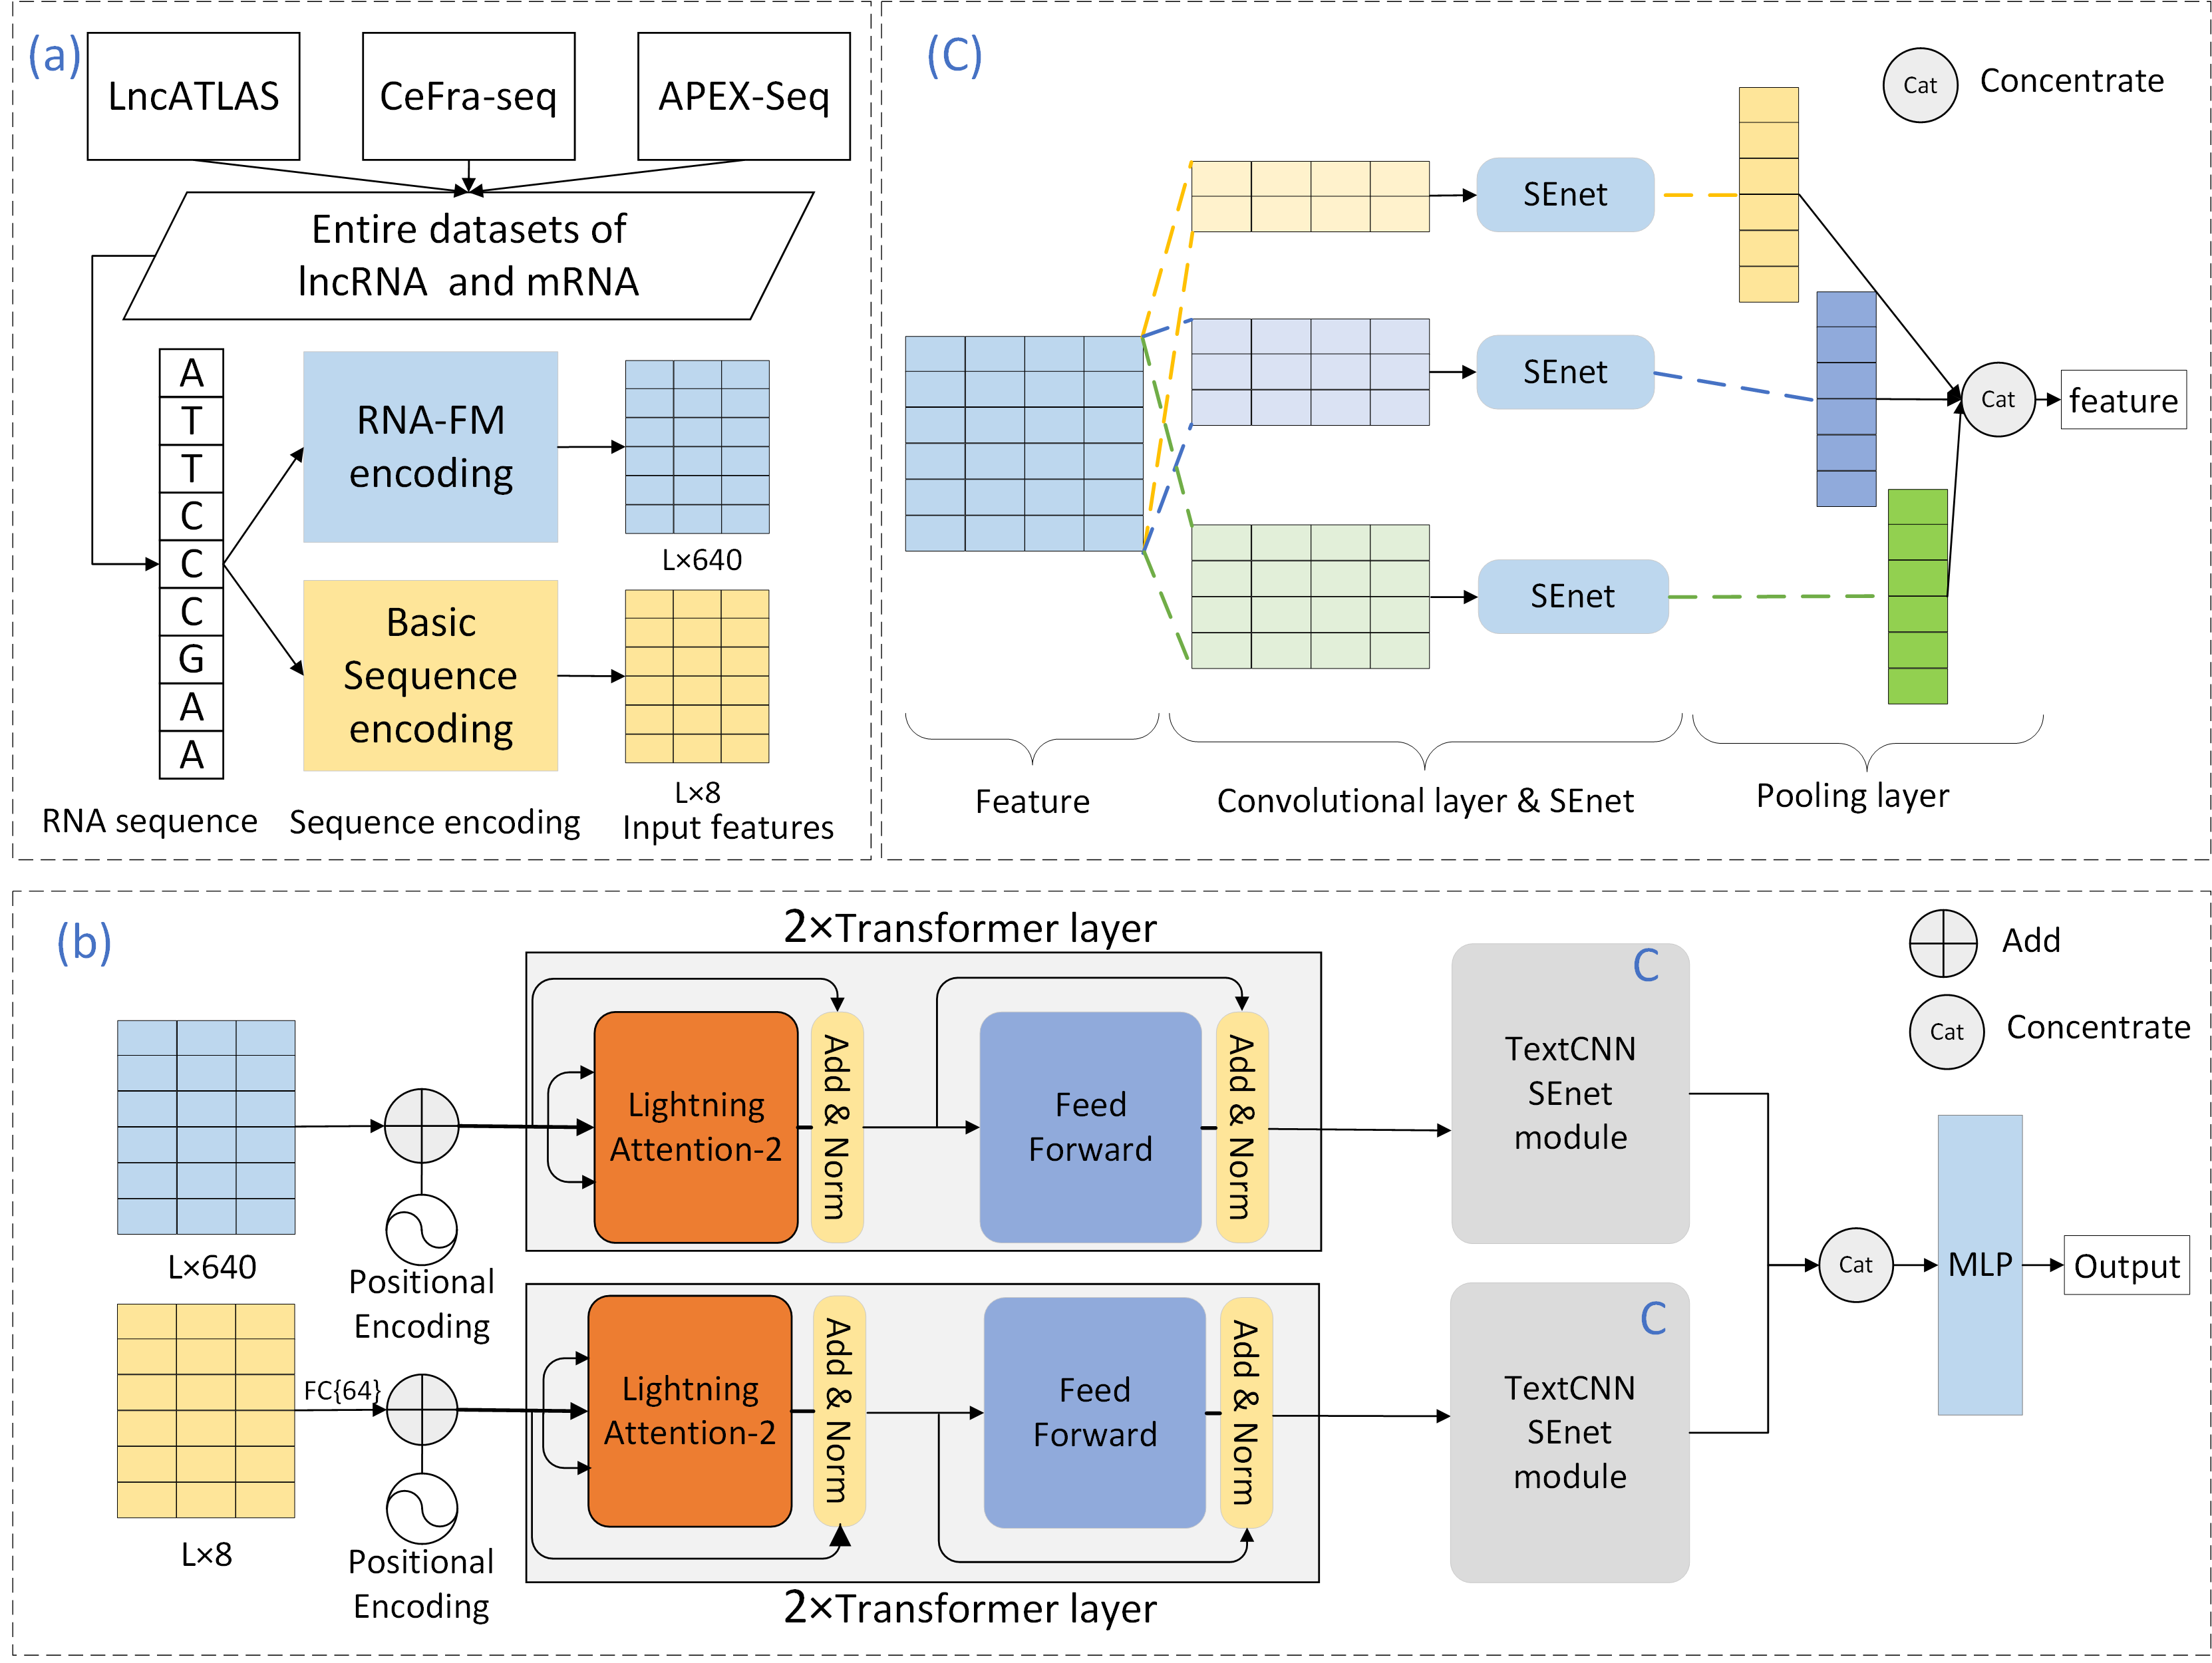 (a)
LncATLAS
CeFra-seq
APEX-Seq
Entire datasets of
lncRNA and mRNA
A
T
T
C
C
C
G
A
A
RNA-FM
encoding
L×640
Basic
Sequence
encoding
L×8
RNA sequence
Sequence encoding
Input features
(C)
Cat
Concentrate
SEnet
SEnet
SEnet
Cat
feature
Feature
Convolutional layer & SEnet
Pooling layer
(b)
2×Transformer layer
Add
Cat
Concentrate
L×640
Positional
Encoding
Lightning
Attention-2
Add & Norm
Feed
Forward
Add & Norm
C
TextCNN
SEnet
module
L×8
FC{64}
Positional
Encoding
Lightning
Attention-2
Add & Norm
Feed
Forward
Add & Norm
C
TextCNN
SEnet
module
2×Transformer layer
Cat
MLP
Output